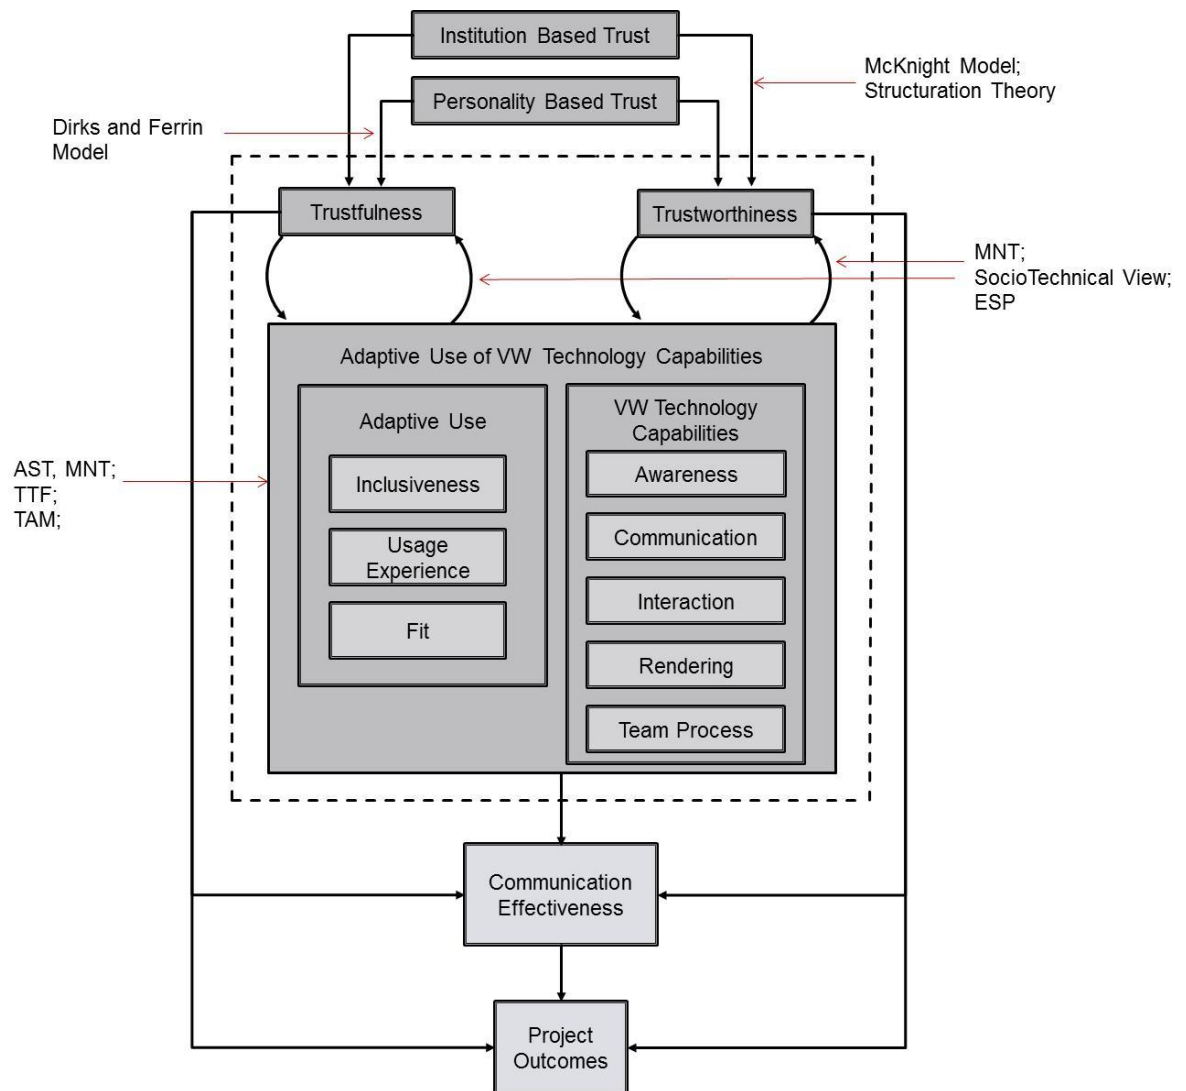 Institution Based Trust
Personality Based Trust
McKnight Model;
Structuration Theory
Dirks and Ferrin
Model
Trustfulness
Trustworthiness
MNT;
SocioTechnical View;
ESP
Adaptive Use of VW Technology Capabilities
Adaptive Use
Inclusiveness
Usage
Experience
Fit
VW Technology
Capabilities
Awareness
Communication
Interaction
Rendering
Team Process
AST, MNT;
TTF;
TAM;
Communication
Effectiveness
Project
Outcomes